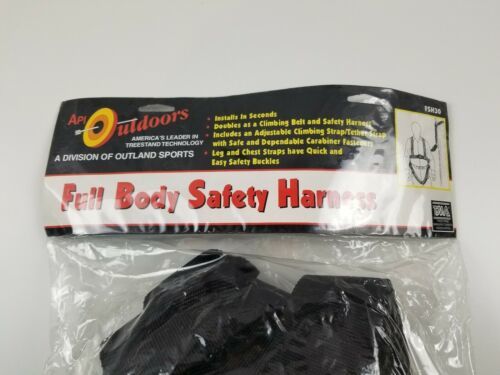 API
Outdoors
AMERICA'S LEADER IN
TREESTAND TECHNOLOGY
A DIVISION OF OUTLAND SPORTS
• Installs In Seconds
• Doubles as a Climbing Belt and Safety Harness
• Includes an Adjustable Climbing Strap/Tether Strap
with Safe and Dependable Carabiner Fasteners
• Leg and Chest Straps have Quick and
Easy Safety Buckles
FSH30
Full Body Safety Harness